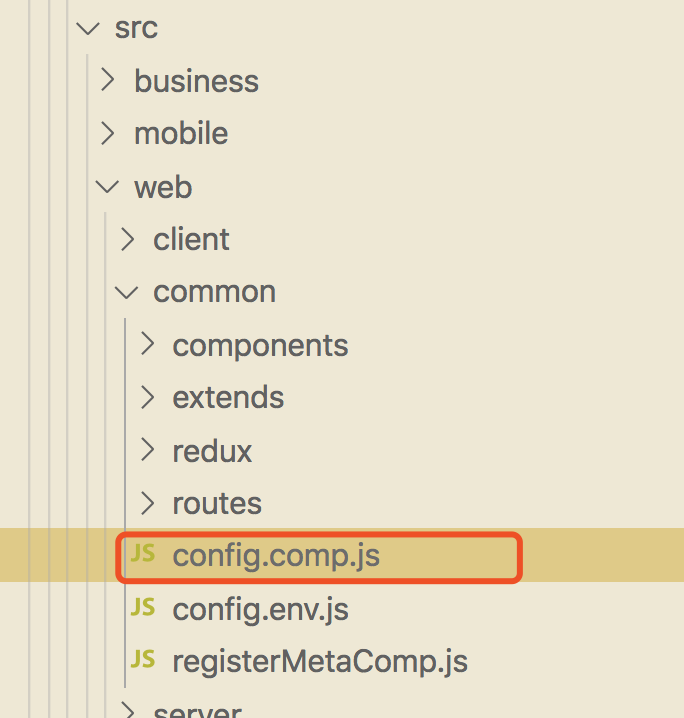 src
business
mobile
web
client
common
components
extends
redux
routes
JS config.comp.js
JS config.env.js
JS registerMetaComp.js
server